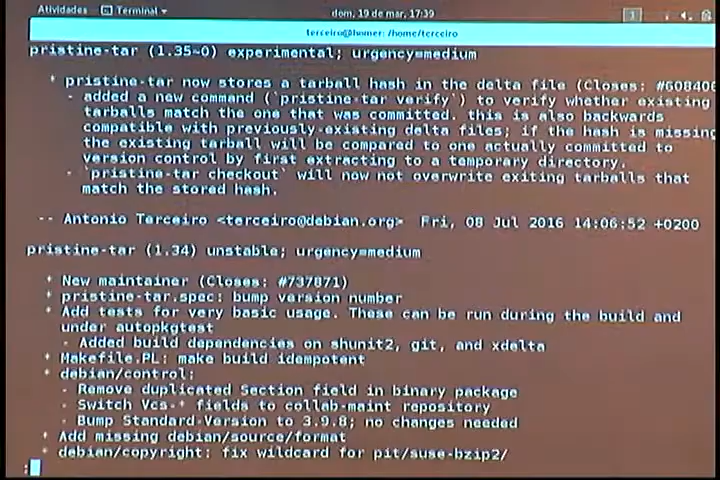 Atividades Terminal dom, 19 de mar, 17:39 1
terceiro@homer: /home/terceiro
pristine-tar (1.35~0) experimental; urgency=medium
* pristine-tar now stores a tarball hash in the delta file (Closes: #608406
- added a new command (`pristine-tar verify`) to verify whether existing
tarballs match the one that was committed. this is also backwards
compatible with previously-existing delta files; if the hash is missing
the existing tarball will be compared to one actually committed to
version control by first extracting to a temporary directory.
- `pristine-tar checkout` will now not overwrite exiting tarballs that
match the stored hash.
-- Antonio Terceiro <terceiro@debian.org> Fri, 08 Jul 2016 14:06:52 +0200
pristine-tar (1.34) unstable; urgency=medium
* New maintainer (Closes: #737871)
* pristine-tar.spec: bump version number
* Add tests for very basic usage. These can be run during the build and
under autopkgtest
- Added build dependencies on shunit2, git, and xdelta
* Makefile.PL: make build idempotent
* debian/control:
- Remove duplicated Section field in binary package
- Switch Vcs-* fields to collab-maint repository
- Bump Standard-Version to 3.9.8; no changes needed
* Add missing debian/source/format
* debian/copyright: fix wildcard for pit/suse-bzip2/
: